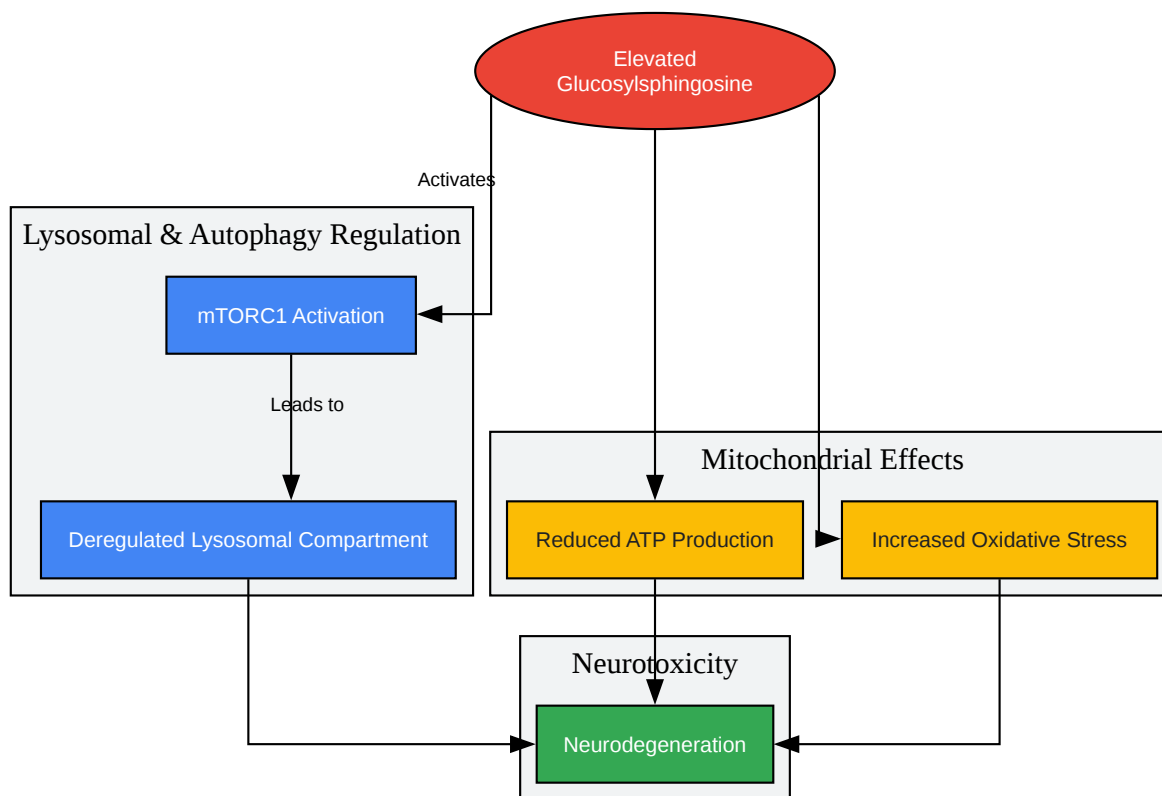 Elevated
Glucosylsphingosine
Activates
Lysosomal & Autophagy Regulation
mTORC1 Activation
Leads to
Deregulated Lysosomal Compartment
Mitochondrial Effects
Reduced ATP Production
Increased Oxidative Stress
Neurotoxicity
Neurodegeneration